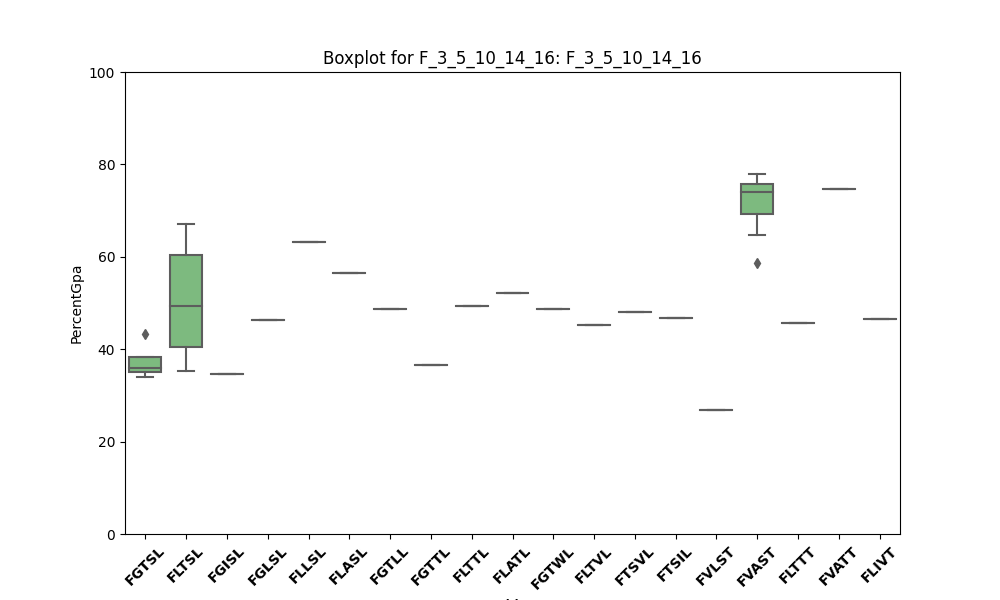 Boxplot for F_3_5_10_14_16: F_3_5_10_14_16
PercentGpa
100
80
60
40
20
0
FGTSL
FLTSL
FGISL
FGLSL
FLLSL
FLASL
FGTLL
FGTTL
FLTTL
FLATL
FGTWL
FLTVL
FTSVL
FTSIL
FVLST
FVAST
FLTTT
FVATT
FLIVT